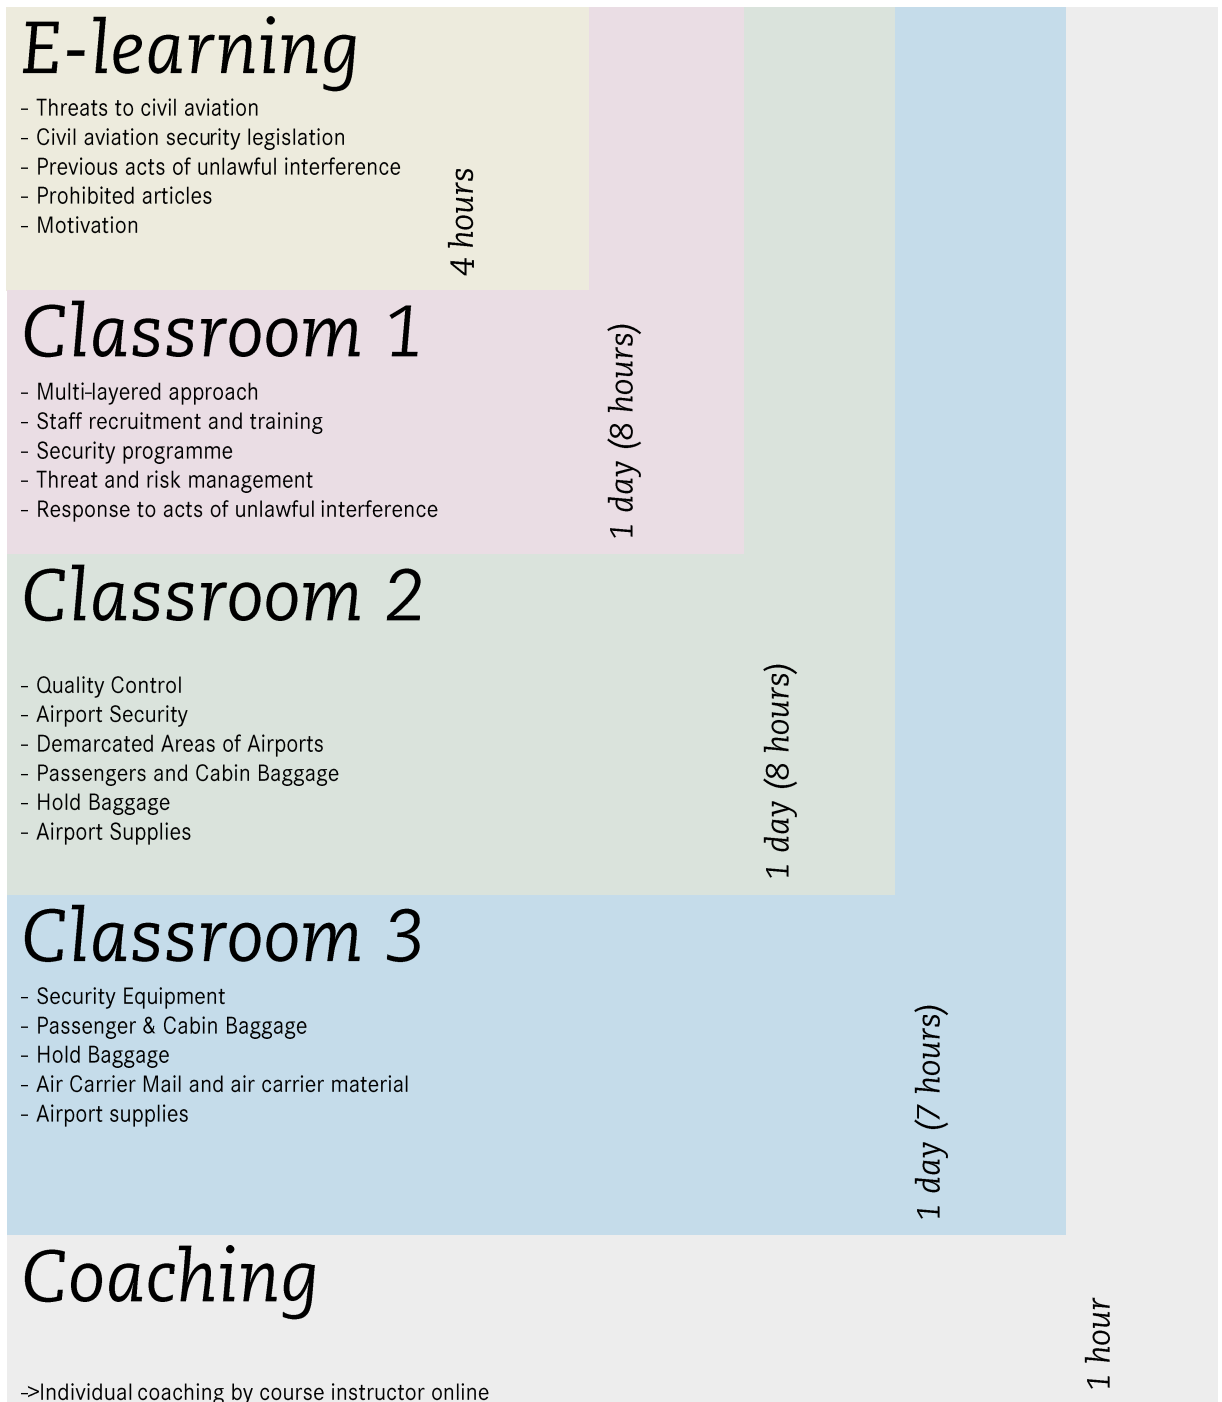 E-learning
- Threats to civil aviation
- Civil aviation security legislation
- Previous acts of unlawful interference
- Prohibited articles
- Motivation
4 hours
Classroom 1
- Multi-layered approach
- Staff recruitment and training
- Security programme
- Threat and risk management
- Response to acts of unlawful interference
1 day (8 hours)
Classroom 2
- Quality Control
- Airport Security
- Demarcated Areas of Airports
- Passengers and Cabin Baggage
- Hold Baggage
- Airport Supplies
1 day (8 hours)
Classroom 3
- Security Equipment
- Passenger & Cabin Baggage
- Hold Baggage
- Air Carrier Mail and air carrier material
- Airport supplies
1 day (7 hours)
Coaching
->Individual coaching by course instructor online
1 hour